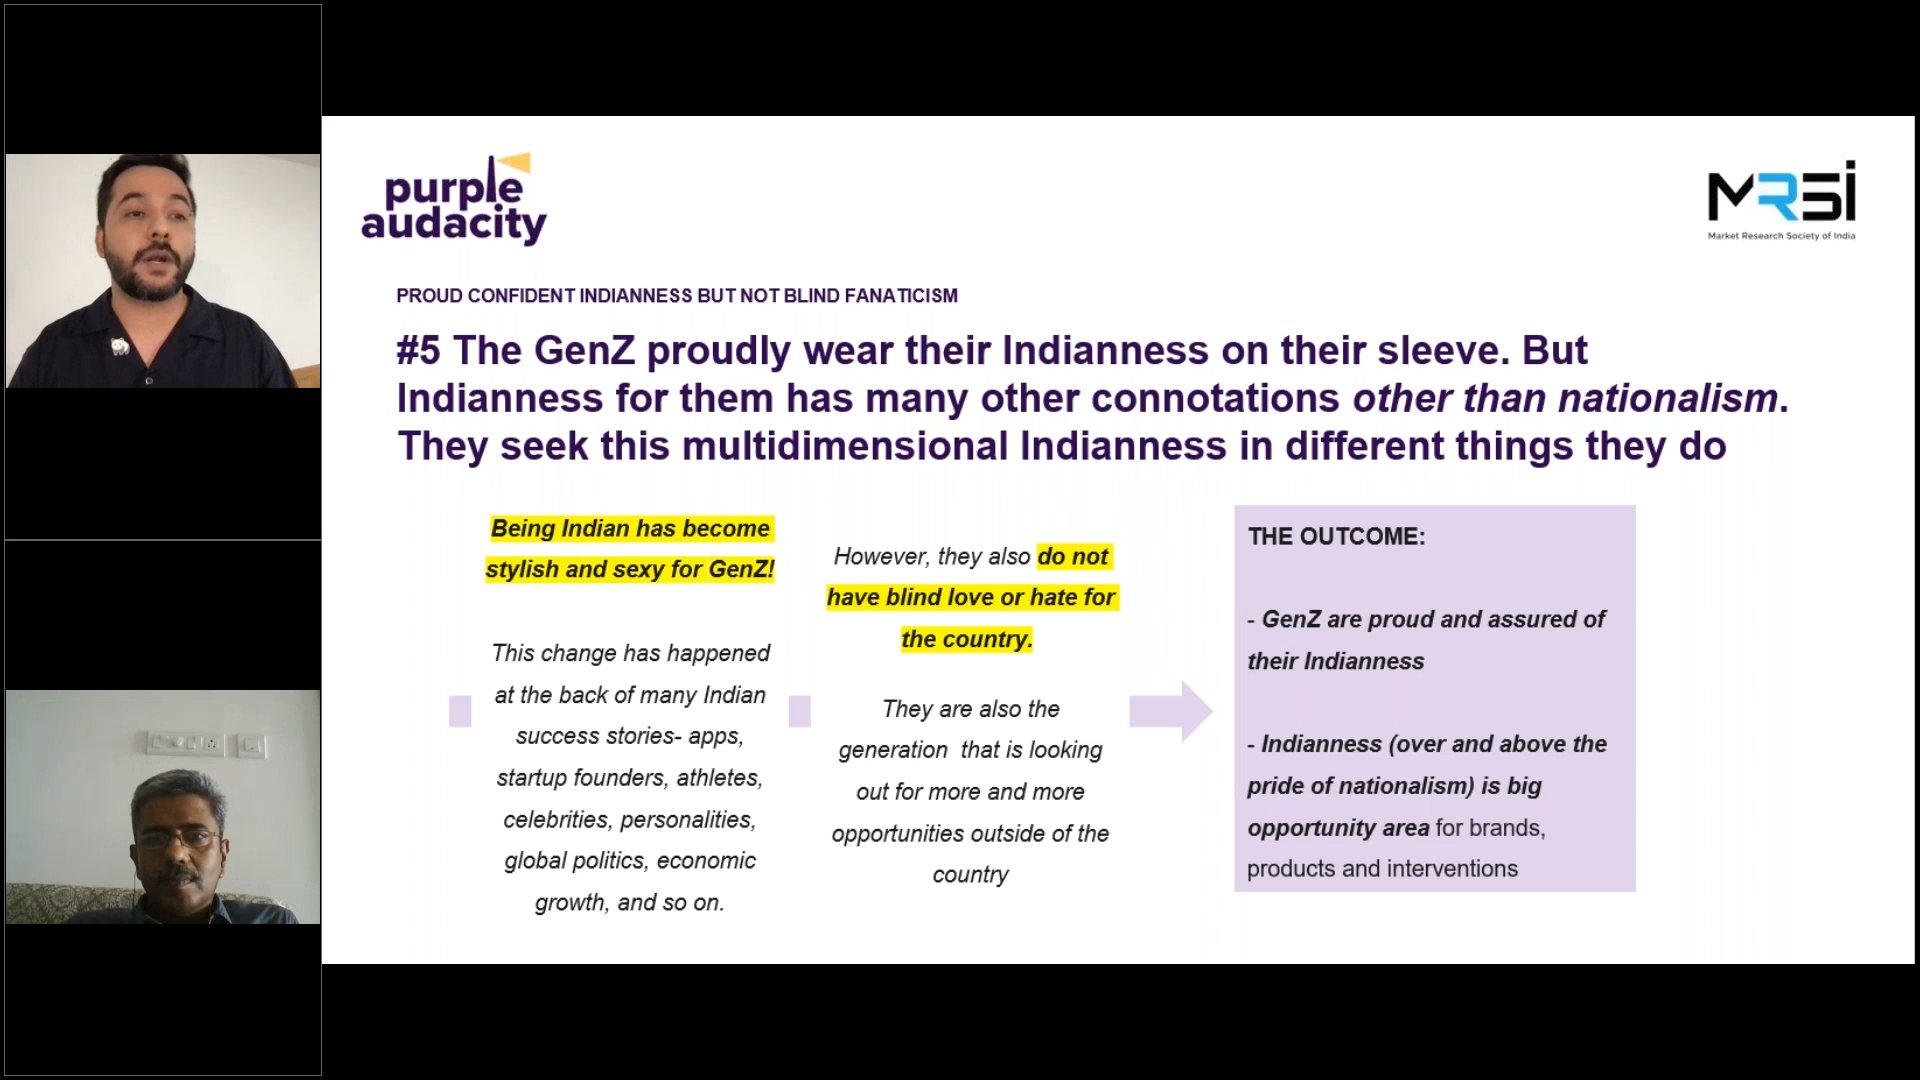 purple
audacity
MRSI
Market Research Society of India
PROUD CONFIDENT INDIANNESS BUT NOT BLIND FANATICISM
#5 The GenZ proudly wear their Indianness on their sleeve. But
Indianness for them has many other connotations other than nationalism.
They seek this multidimensional Indianness in different things they do
Being Indian has become
stylish and sexy for GenZ!
This change has happened
at the back of many Indian
success stories- apps,
startup founders, athletes,
celebrities, personalities,
global politics, economic
growth, and so on.
However, they also do not
have blind love or hate for
the country.
They are also the
generation that is looking
out for more and more
opportunities outside of the
country
THE OUTCOME:
- GenZ are proud and assured of
their Indianness
- Indianness (over and above the
pride of nationalism) is big
opportunity area for brands,
products and interventions